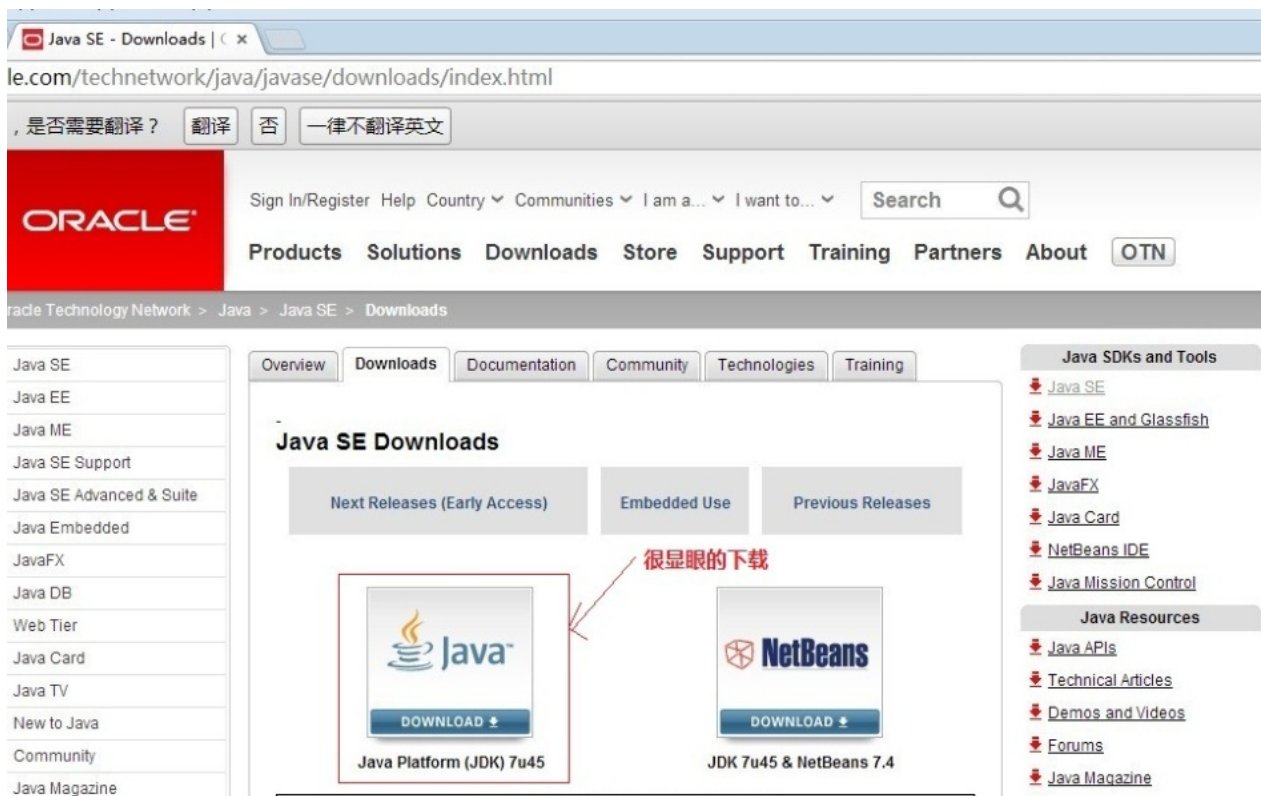 Java SE - Downloads |
le.com/technetwork/java/javase/downloads/index.html
，是否需要翻译？ 翻译 否 一律不翻译英文
ORACLE
Sign In/Register Help Country Communities I am a... I want to... Search
Products Solutions Downloads Store Support Training Partners About OTN
racle Technology Network > Java > Java SE > Downloads
Java SE
Java EE
Java ME
Java SE Support
Java SE Advanced & Suite
Java Embedded
JavaFX
Java DB
Web Tier
Java Card
Java TV
New to Java
Community
Java Magazine
Overview Downloads Documentation Community Technologies Training
Java SE Downloads
Next Releases (Early Access) Embedded Use Previous Releases
很显眼的下载
Java™
DOWNLOAD
Java Platform (JDK) 7u45
NetBeans
DOWNLOAD
JDK 7u45 & NetBeans 7.4
Java SDKs and Tools
Java SE
Java EE and Glassfish
Java ME
JavaFX
Java Card
NetBeans IDE
Java Mission Control
Java Resources
Java APIs
Technical Articles
Demos and Videos
Forums
Java Magazine